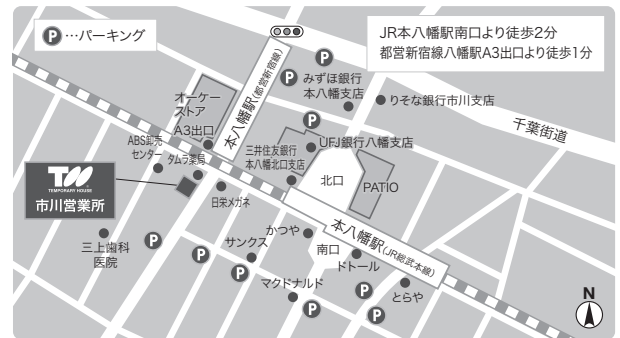 P…パーキング
JR本八幡駅南口より徒歩2分
都営新宿線八幡駅A3出口より徒歩1分
P
P
みずほ銀行
本八幡支店
りそな銀行市川支店
オーケー
ストア
A3出口
本八幡駅(都営新宿線)
P
千葉街道
ABS卸売
センター
タムラ薬局
三井住友銀行
本八幡北口支店
UFJ銀行八幡支店
TM
TEMPORARY HOUSE
市川営業所
日栄メガネ
北口
PATIO
本八幡駅(JR総武本線)
三上歯科
医院
P
P
サンクス
P
かつや
南口
ドトール
マクドナルド
P
P
P
とらや
N